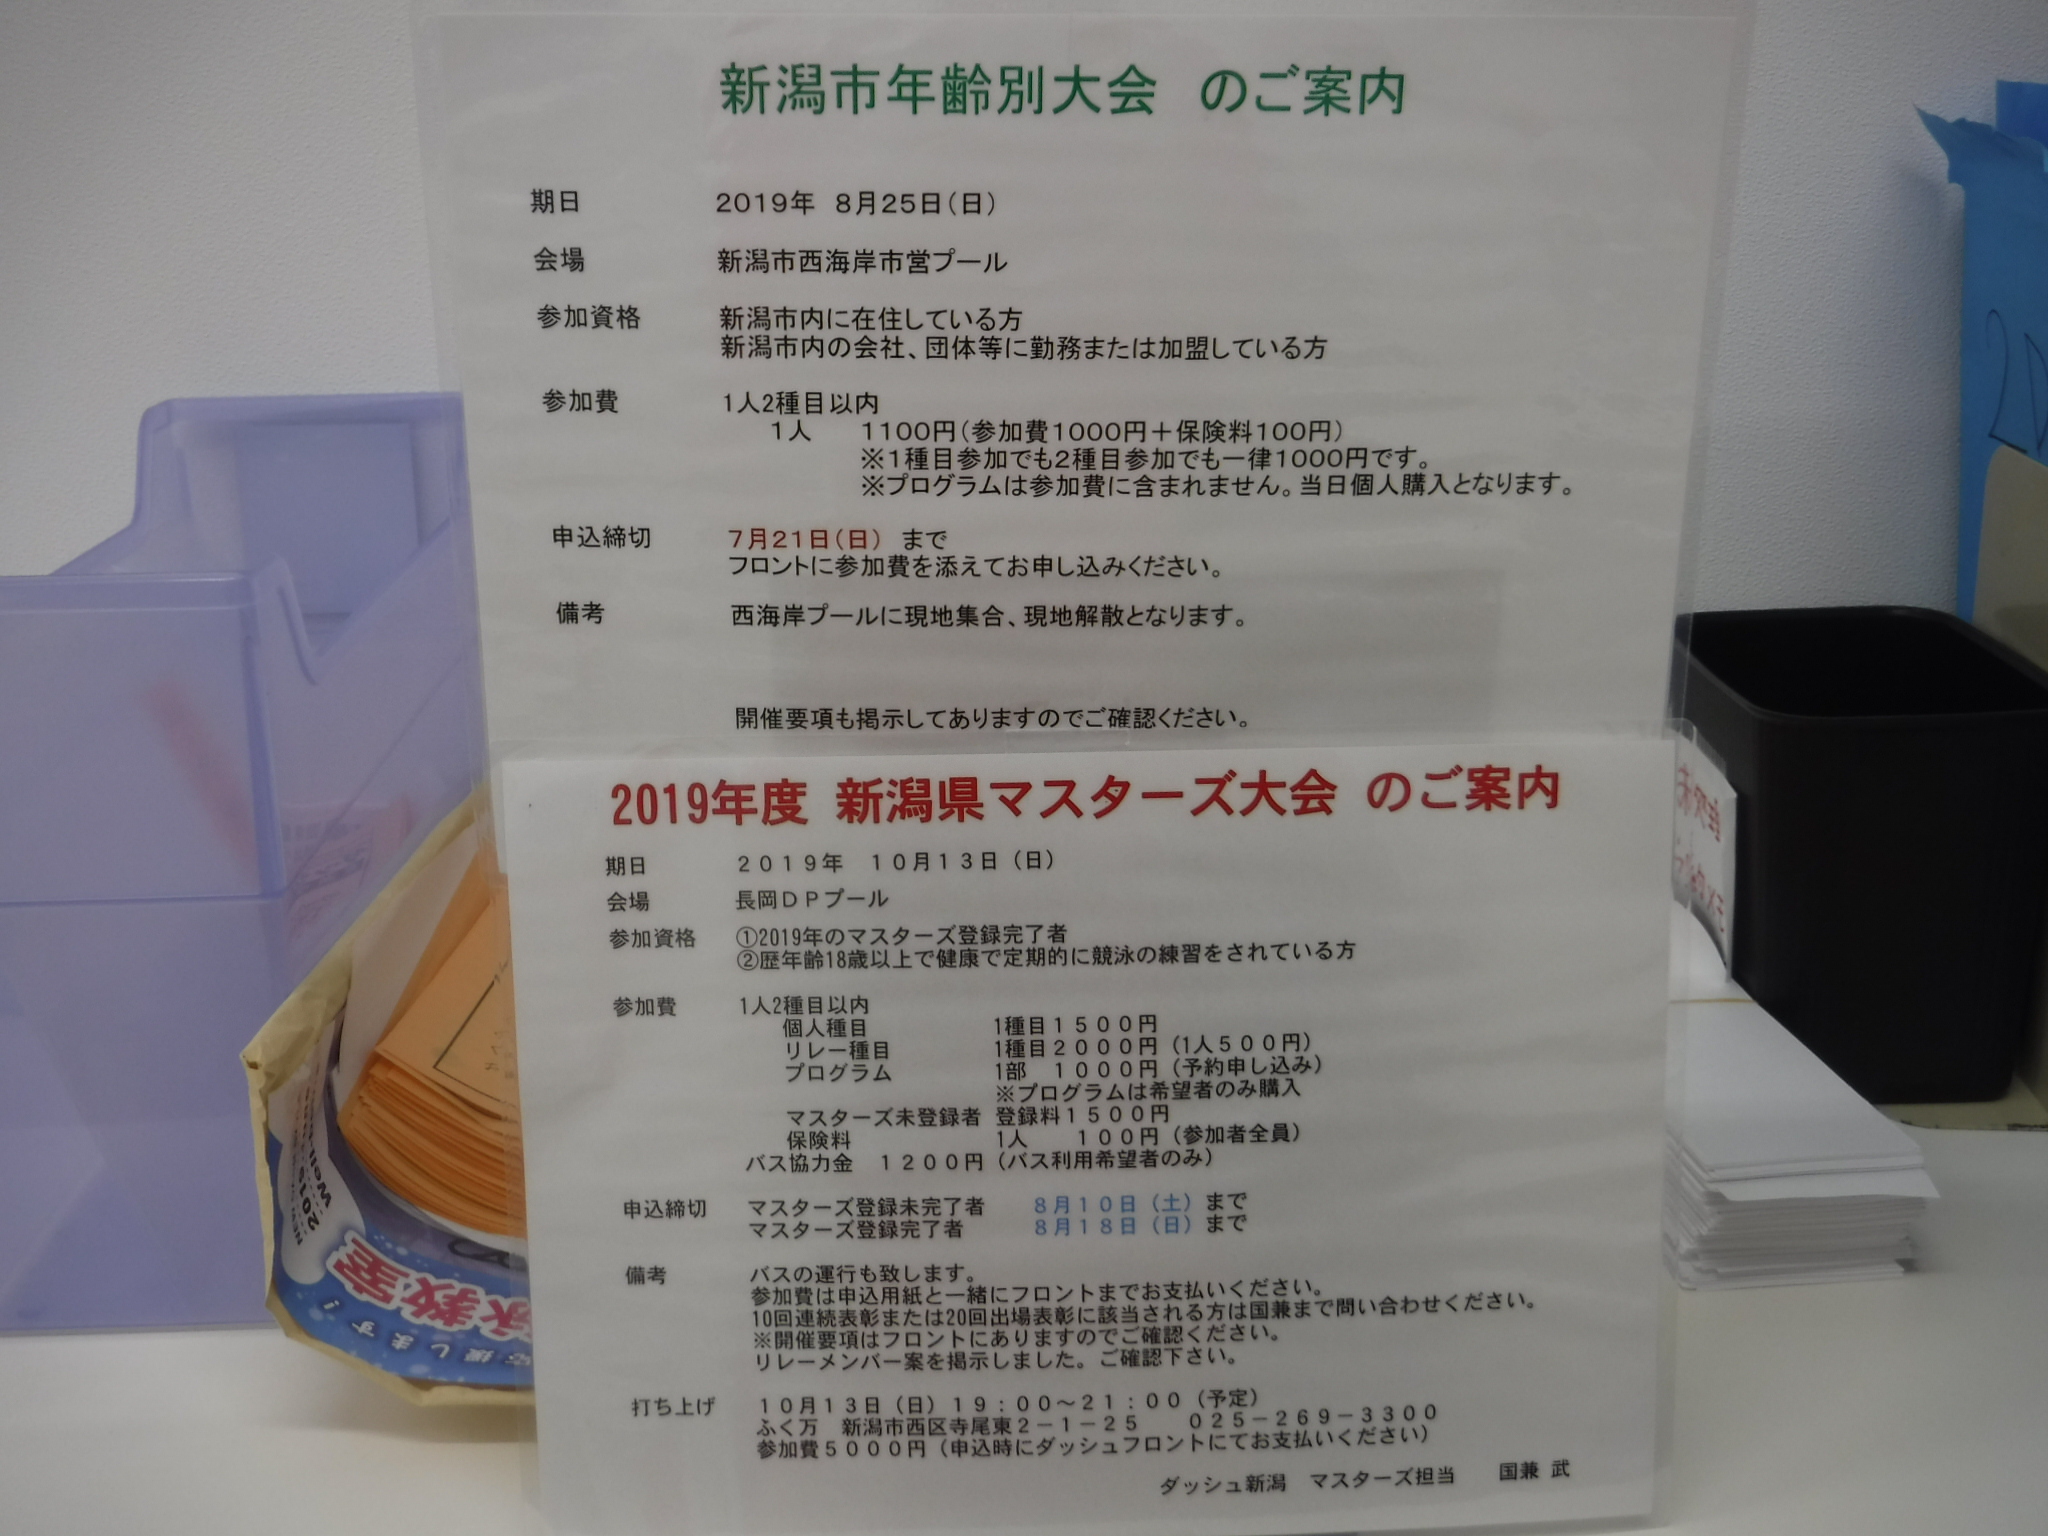 新潟市年齢別大会　のご案内
期日　2019年　8月25日(日)
会場　新潟市西海岸市営プール
参加資格　新潟市内に在住している方
新潟市内の会社、団体等に勤務または加盟している方
参加費　1人2種目以内
1人　1100円(参加費1000円＋保険料100円)
※1種目参加でも2種目参加でも一律1000円です。
※プログラムは参加費に含まれません。当日個人購入となります。
申込締切　7月21日(日)　まで
フロントに参加費を添えてお申し込みください。
備考　西海岸プールに現地集合、現地解散となります。
開催要項も掲示してありますのでご確認ください。
2019年度 新潟県マスターズ大会 のご案内
期日　２０１９年　１０月１３日（日）
会場　長岡ＤＰプール
参加資格　①2019年のマスターズ登録完了者
②歴年齢18歳以上で健康で定期的に競泳の練習をされている方
参加費　1人2種目以内
個人種目　1種目１５００円
リレー種目　1種目２０００円（1人５００円）
プログラム　1部　１０００円（予約申し込み）
※プログラムは希望者のみ購入
マスターズ未登録者 登録料１５００円
保険料　1人　１００円（参加者全員）
バス協力金　１２００円（バス利用希望者のみ）
申込締切　マスターズ登録未完了者　８月１０日（土）まで
マスターズ登録完了者　８月１８日（日）まで
備考　バスの運行も致します。
参加費は申込用紙と一緒にフロントまでお支払いください。
10回連続表彰または20回出場表彰に該当される方は国兼まで問い合わせください。
※開催要項はフロントにありますのでご確認ください。
リレーメンバー案を掲示しました。ご確認下さい。
打ち上げ　１０月１３日（日）１９：００～２１：００（予定）
ふく万　新潟市西区寺尾東２－１－２５　０２５－２６９－３３００
参加費５０００円（申込時にダッシュフロントにてお支払いください）
ダッシュ新潟　マスターズ担当　国兼 武
2019
泳教室
応援します！